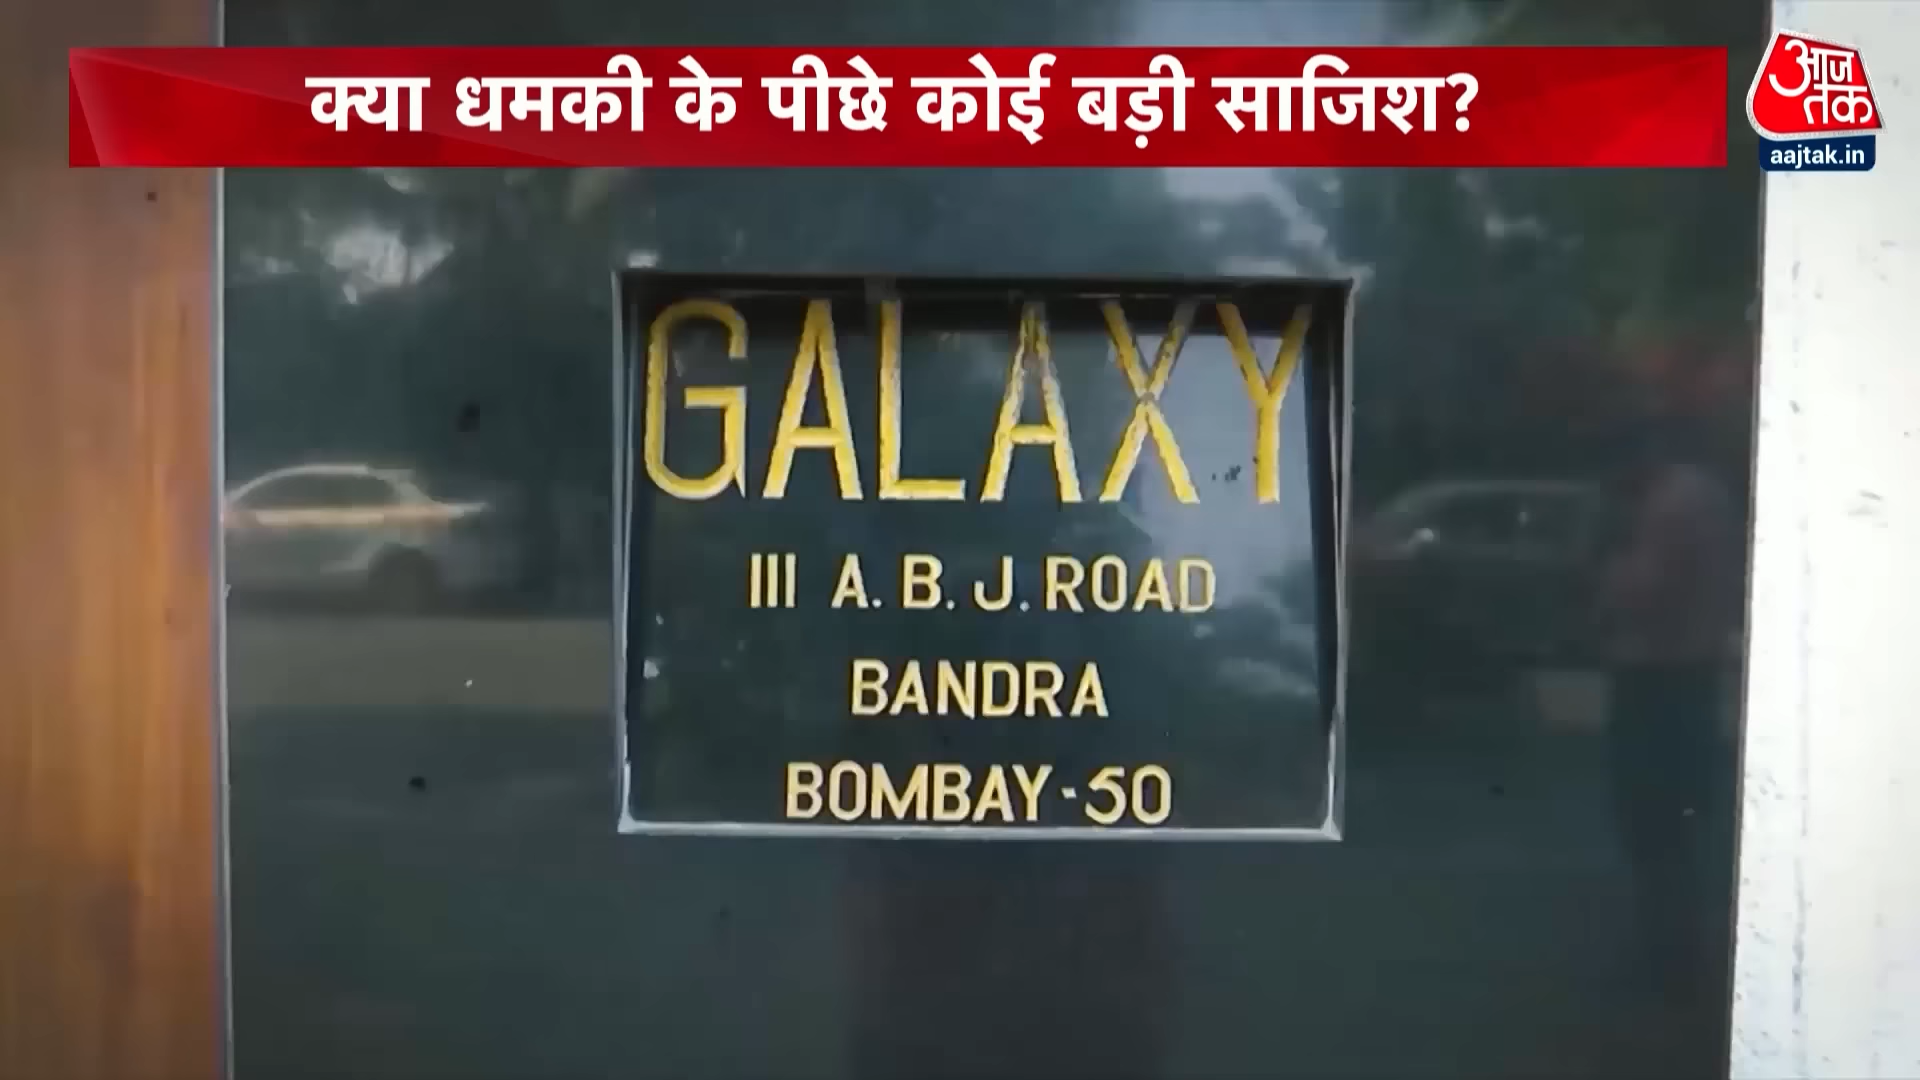 क्या धमकी के पीछे कोई बड़ी साजिश?
आज
तक
aajtak.in
GALAXY
III A. B. J. ROAD
BANDRA
BOMBAY-50